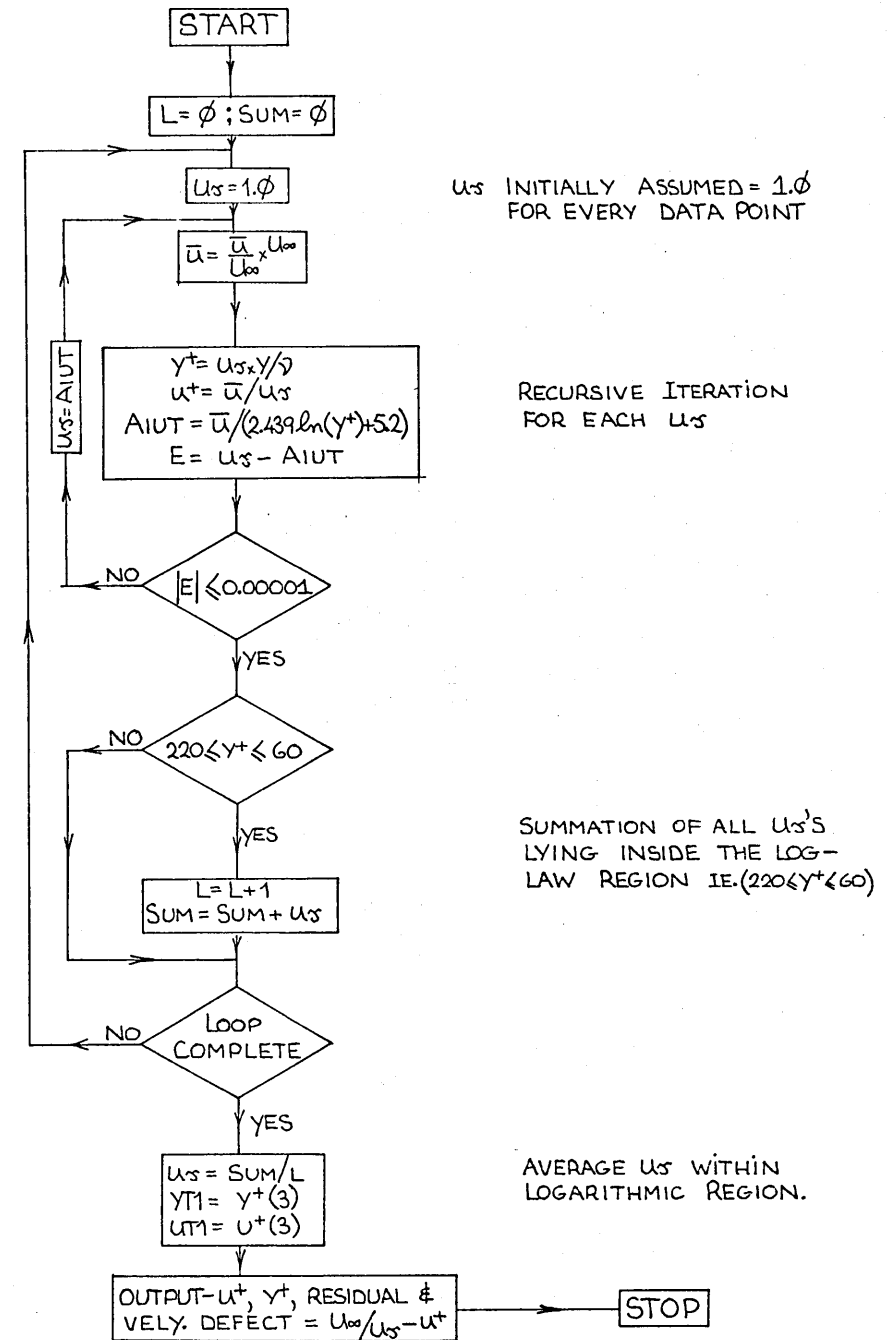 START
L= Ø ; SUM= Ø
Uτ=1.Ø
Uτ INITIALLY ASSUMED= 1.Ø
FOR EVERY DATA POINT
ū= ū/U∞ × U∞
Uτ=AIUT
Y⁺= Uτ×Y/ν
U⁺= ū/Uτ
AIUT = ū/(2.439ln(Y⁺)+5.2)
E= Uτ- AIUT
RECURSIVE ITERATION
FOR EACH Uτ
NO
|E|⩽0.00001
YES
NO
220⩽Y⁺⩽60
YES
SUMMATION OF ALL Uτ'S
LYING INSIDE THE LOG-
LAW REGION IE.(220⩽Y⁺⩽60)
L= L+1
SUM= SUM+ Uτ
NO
LOOP
COMPLETE
YES
Uτ= SUM/L
YT1= Y⁺(3)
UT1= U⁺(3)
AVERAGE Uτ WITHIN
LOGARITHMIC REGION.
OUTPUT-U⁺, Y⁺, RESIDUAL &
VELY. DEFECT = U∞/Uτ-U⁺
STOP